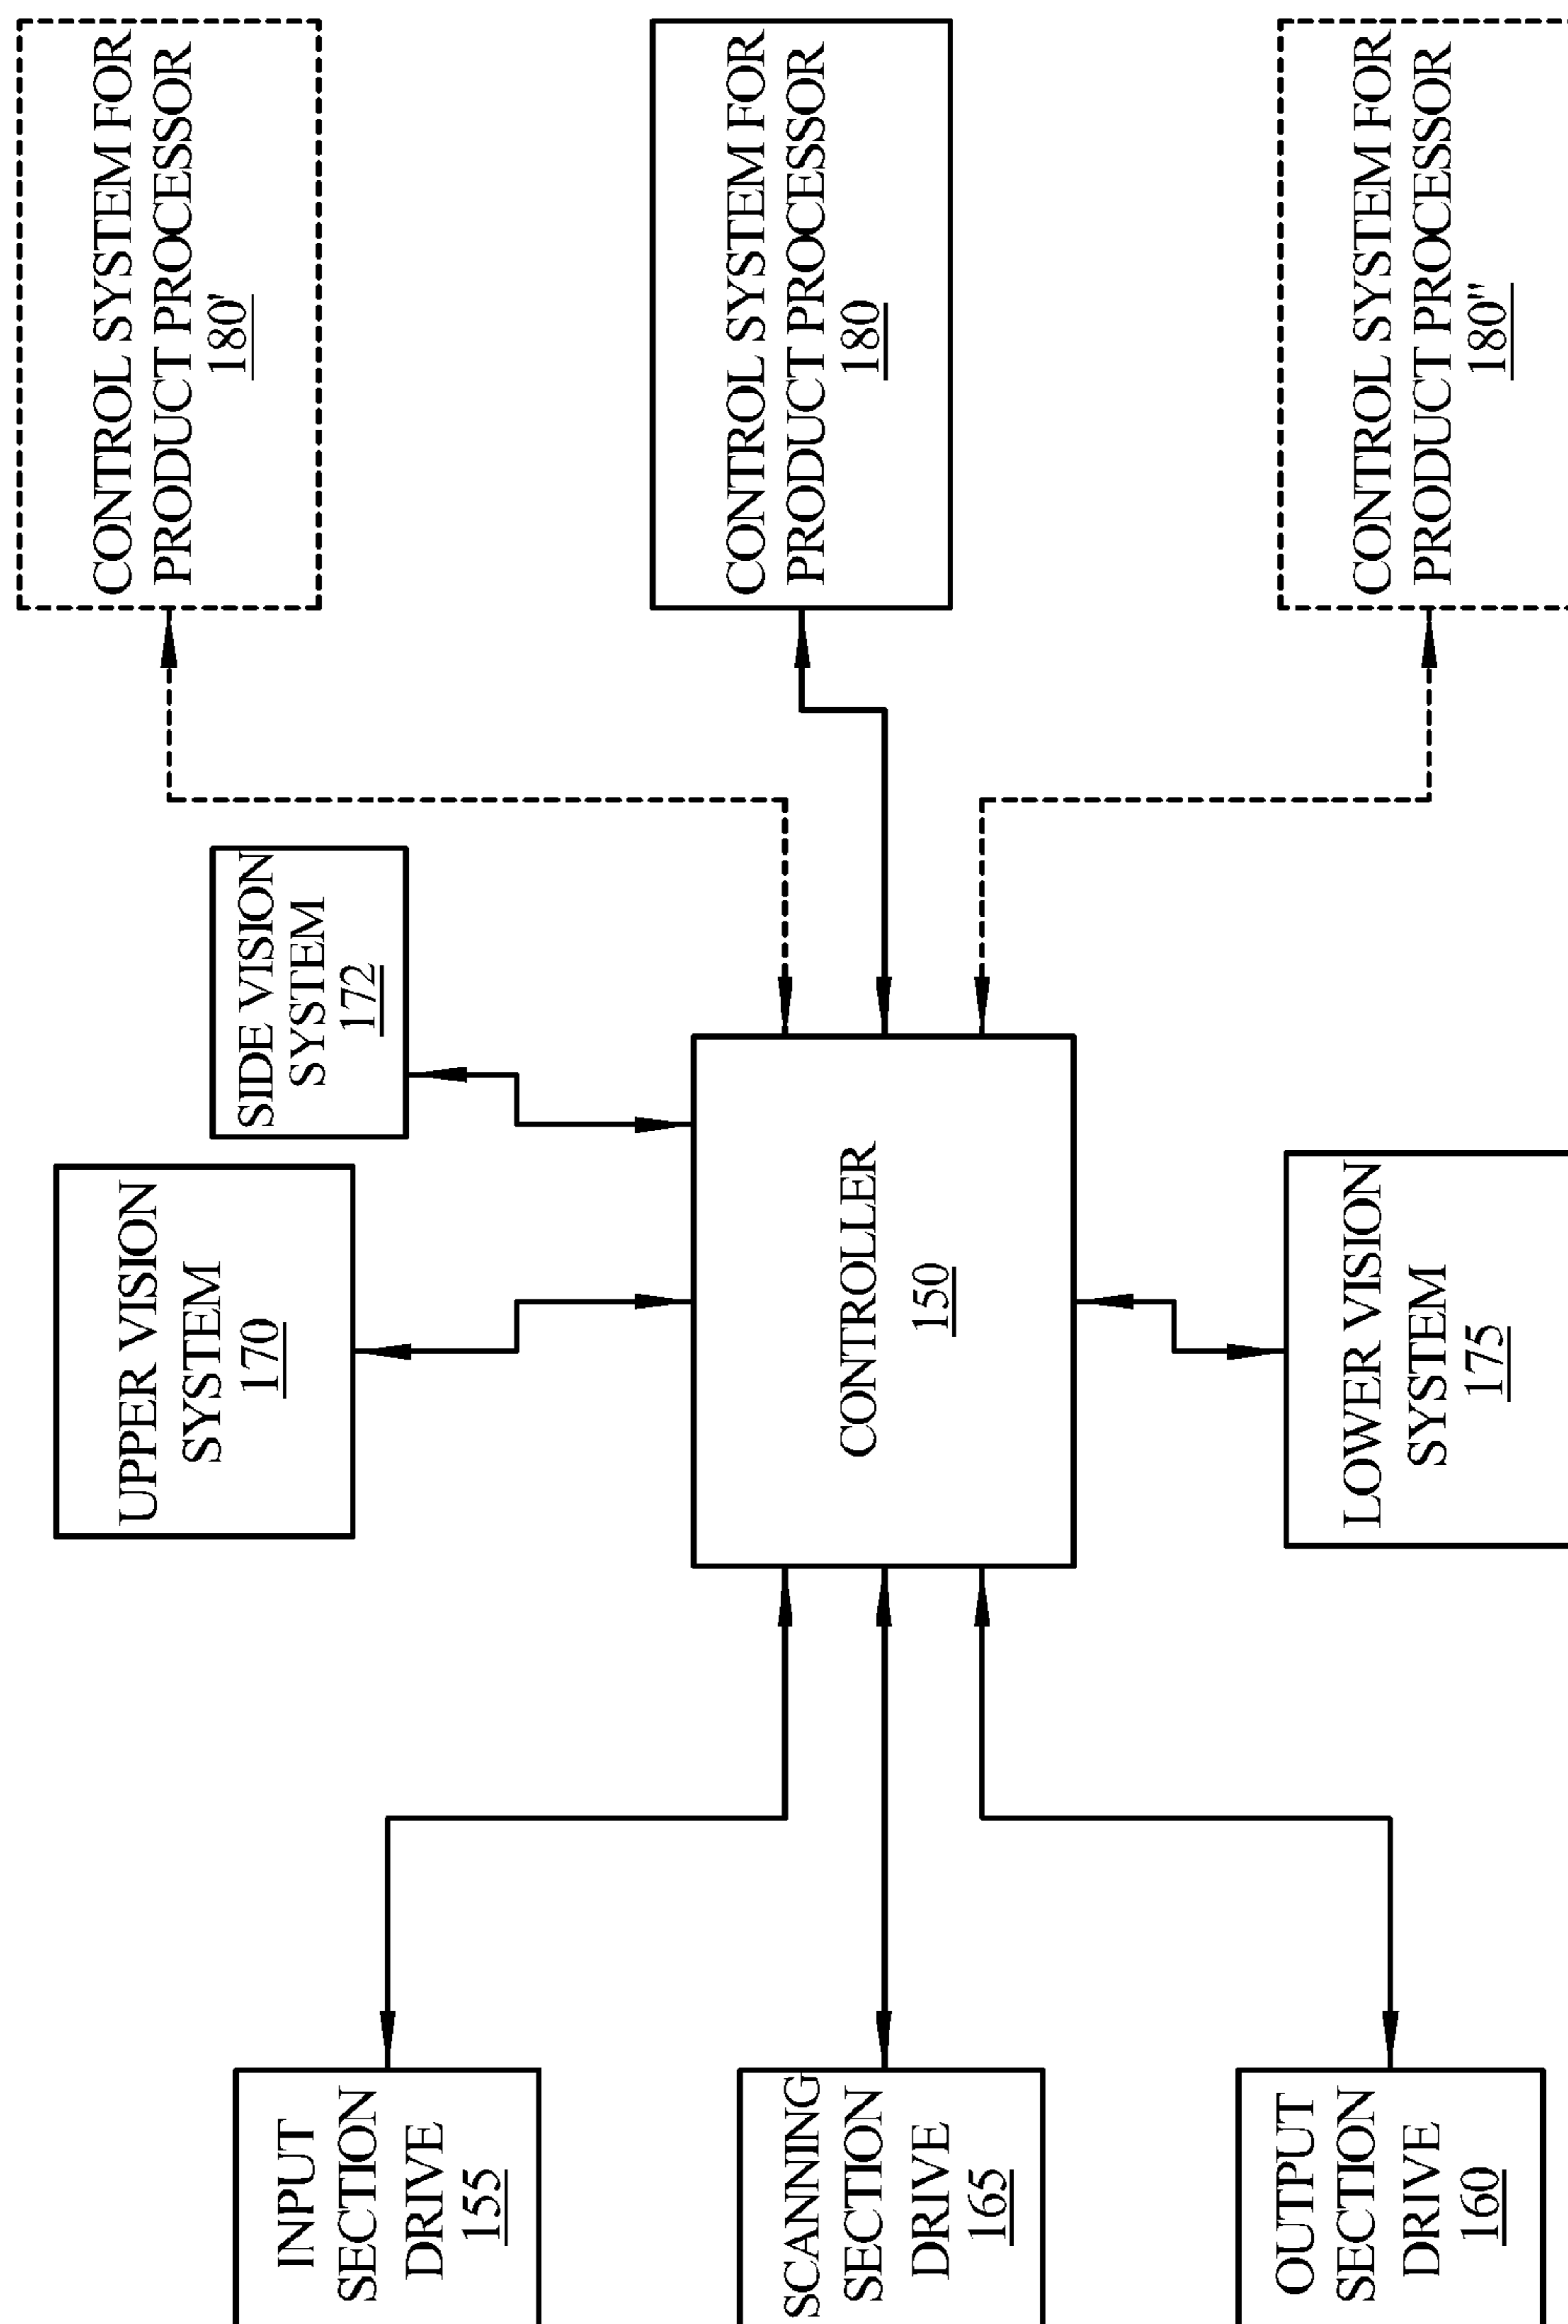 INPUT
SECTION
DRIVE
155
SCANNING
SECTION
DRIVE
165
OUTPUT
SECTION
DRIVE
160
UPPER VISION
SYSTEM
170
SIDE VISION
SYSTEM
172
CONTROLLER
150
LOWER VISION
SYSTEM
175
CONTROL SYSTEM FOR
PRODUCT PROCESSOR
180'
CONTROL SYSTEM FOR
PRODUCT PROCESSOR
180
CONTROL SYSTEM FOR
PRODUCT PROCESSOR
180"